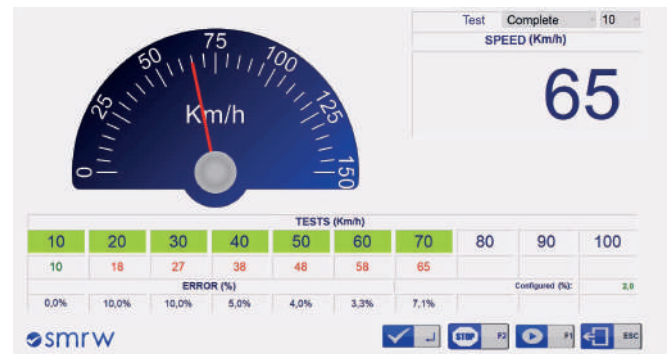 Test Complete 10
SPEED (Km/h)
65
0 25 50 75 100 125 150
Km/h
TESTS (Km/h)
10 20 30 40 50 60 70 80 90 100
10 18 27 38 48 58 65
ERROR (%) Configured (%): 2,0
0,0% 10,0% 10,0% 5,0% 4,0% 3,3% 7,1%
smrw
STOP F2 F1 ESC